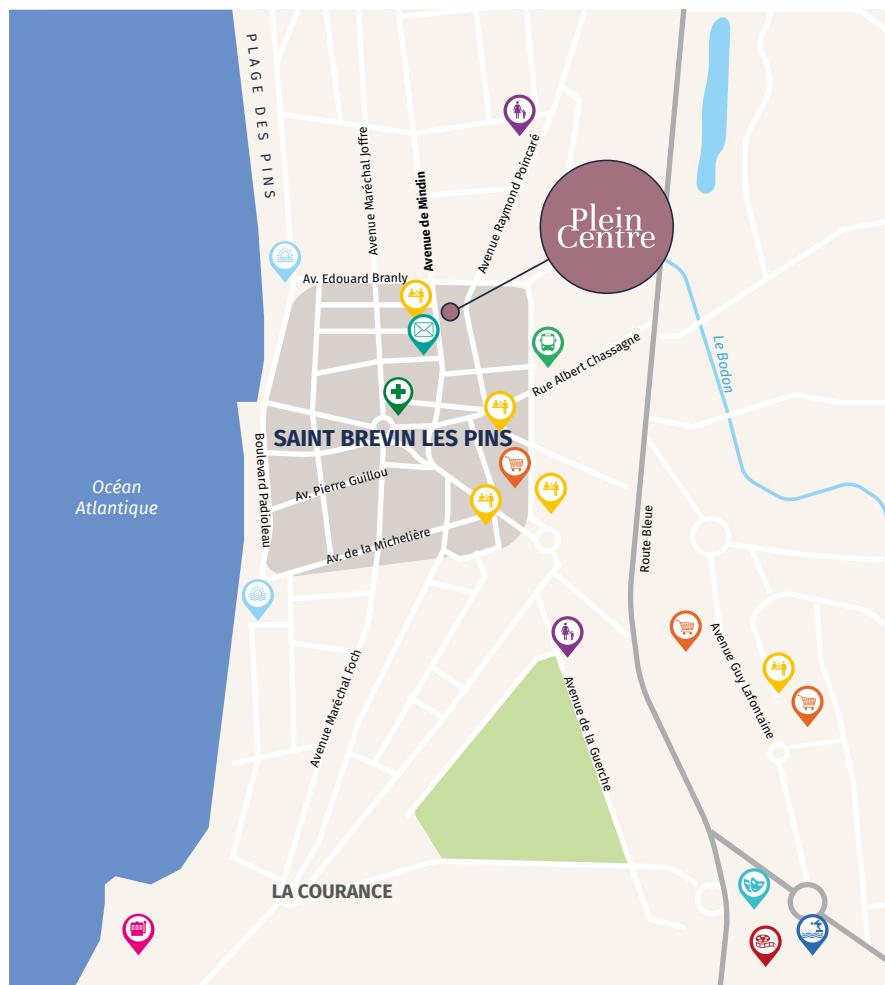 PLAGE DES PINS
Avenue Maréchal Joffre
Avenue de Mindin
Avenue Raymond Poincaré
Plein
Centre
Av. Edouard Branly
Rue Albert Chassagne
Le Bodon
SAINT BREVIN LES PINS
Boulevard Padioleau
Av. Pierre Guillou
Océan
Atlantique
Av. de la Michelière
Route Bleue
Avenue Maréchal Foch
Avenue de la Guerche
Avenue Guy Lafontaine
LA COURANCE